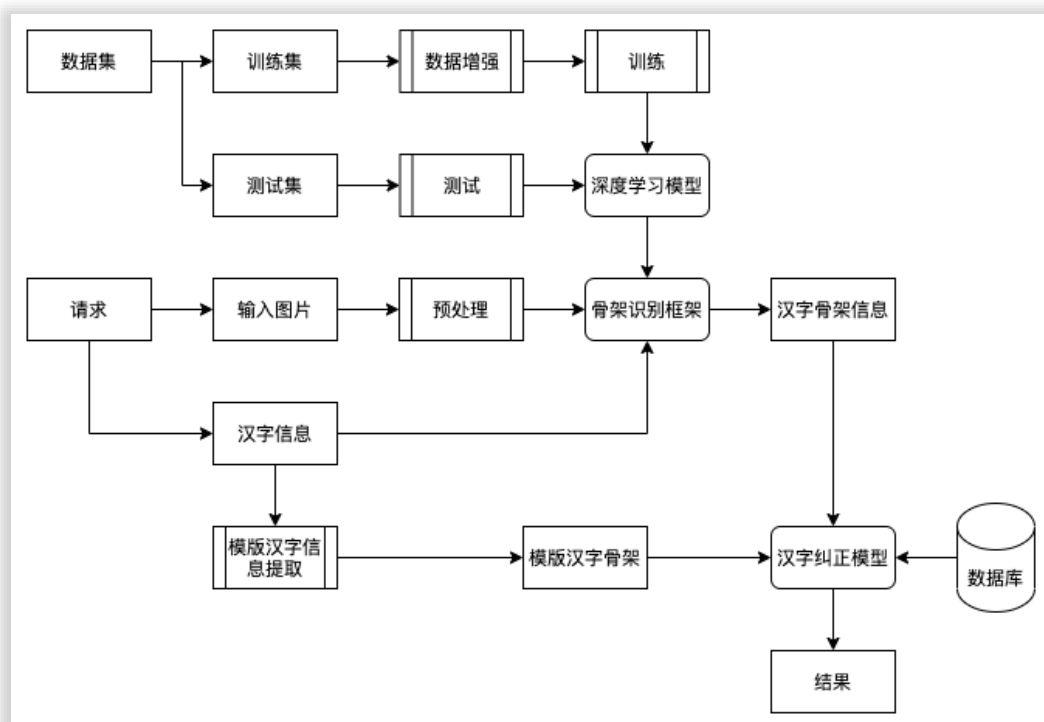 数据集
训练集
数据增强
训练
测试集
测试
深度学习模型
请求
输入图片
预处理
骨架识别框架
汉字骨架信息
汉字信息
模版汉字信
息提取
模版汉字骨架
汉字纠正模型
数据库
结果